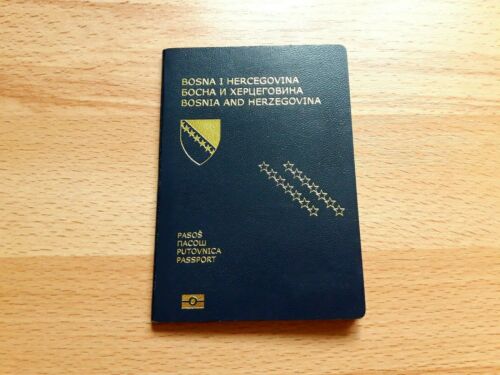 BOSNA I HERCEGOVINA
БОСНА И ХЕРЦЕГОВИНА
BOSNIA AND HERZEGOVINA
PASOŠ
ПАСОШ
PUTOVNICA
PASSPORT